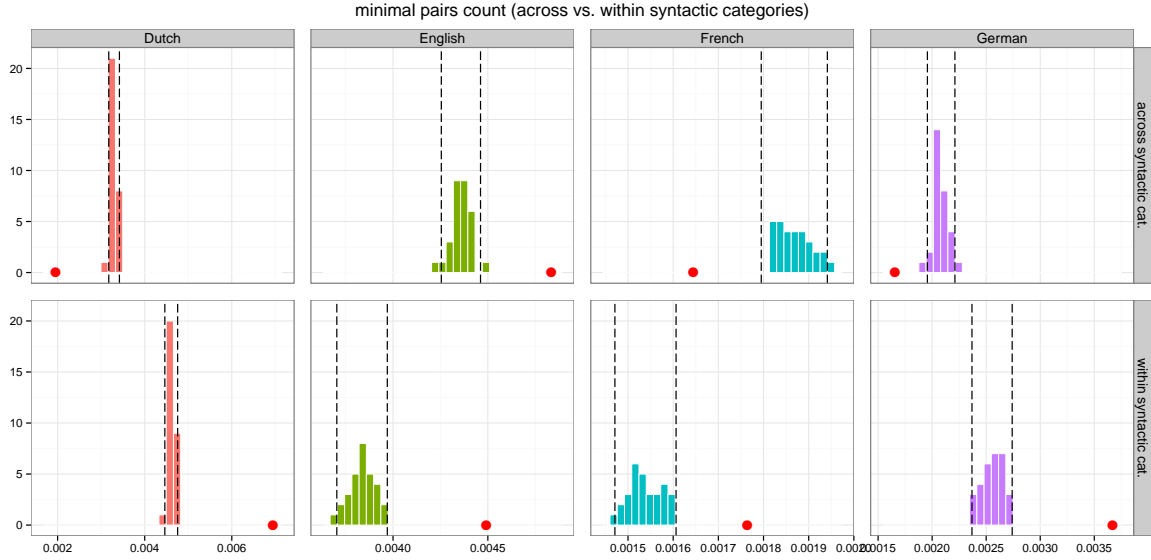 minimal pairs count (across vs. within syntactic categories)
Dutch English French German
20
15
10
5
0
across syntactic cat.
20
15
10
5
0
within syntactic cat.
0.002 0.004 0.006 0.0040 0.0045 0.0015 0.0016 0.0017 0.0018 0.0019 0.0020 0.0015 0.0020 0.0025 0.0030 0.0035